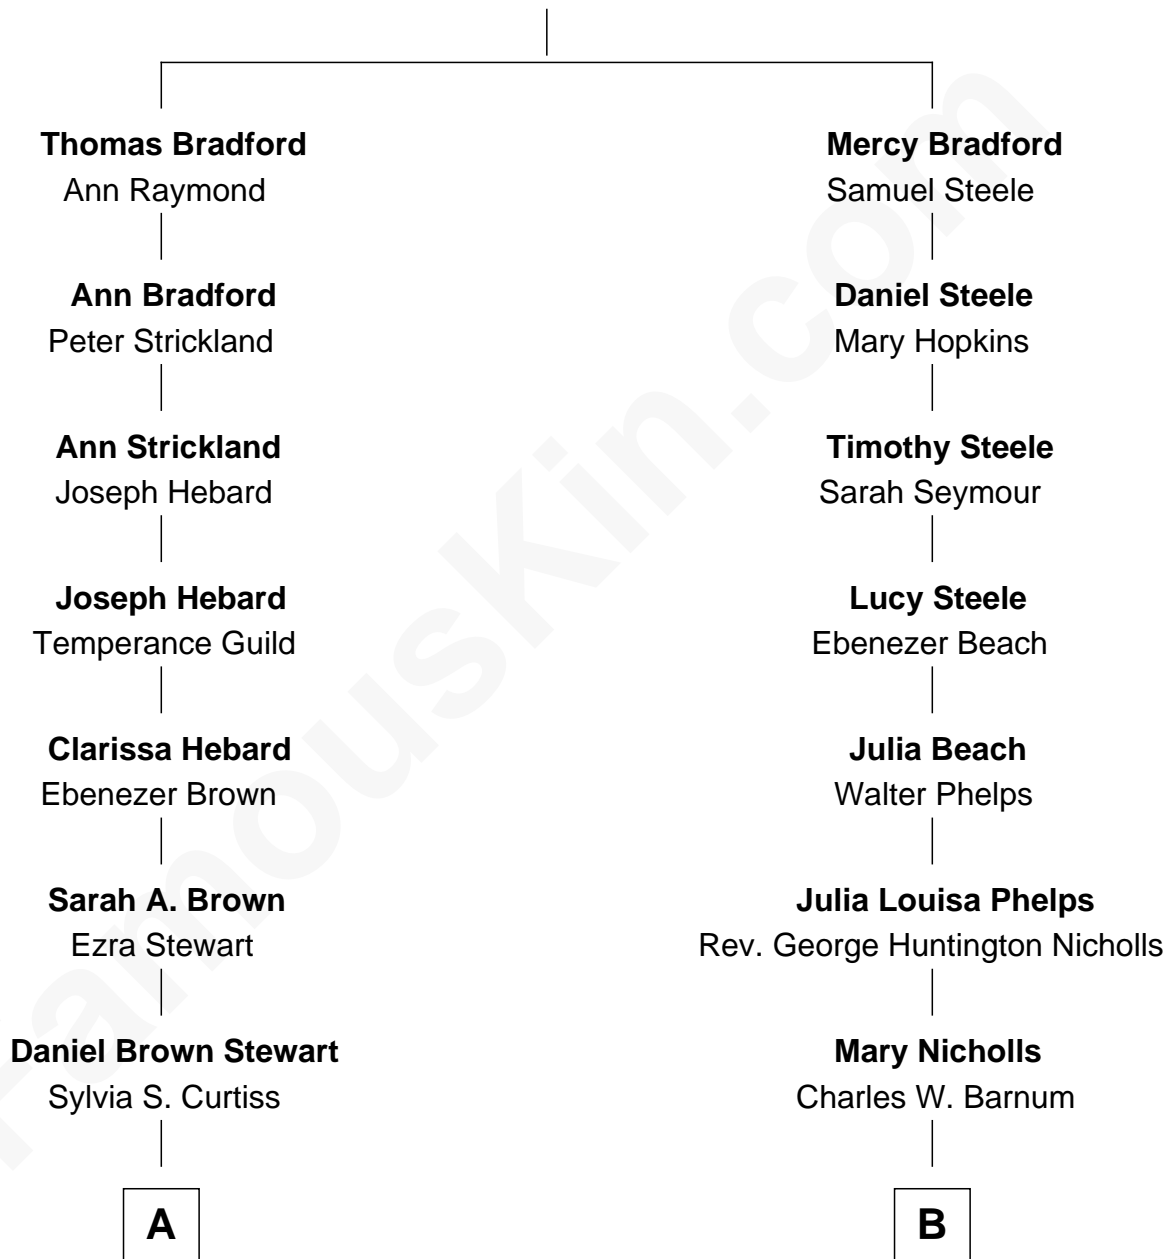 Thomas Bradford
Ann Raymond
Ann Bradford
Peter Strickland
Ann Strickland
Joseph Hebard
Joseph Hebard
Temperance Guild
Clarissa Hebard
Ebenezer Brown
Sarah A. Brown
Ezra Stewart
Daniel Brown Stewart
Sylvia S. Curtiss
A
Mercy Bradford
Samuel Steele
Daniel Steele
Mary Hopkins
Timothy Steele
Sarah Seymour
Lucy Steele
Ebenezer Beach
Julia Beach
Walter Phelps
Julia Louisa Phelps
Rev. George Huntington Nicholls
Mary Nicholls
Charles W. Barnum
B
FamousKin.com